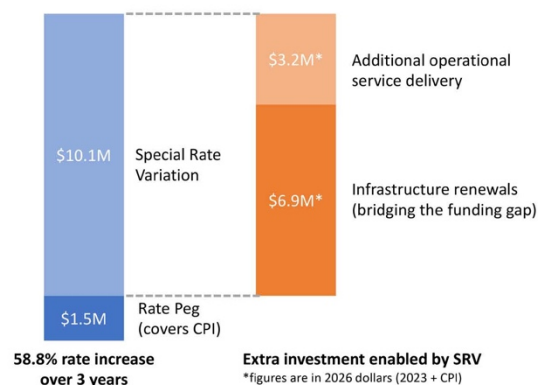 $3.2M*
Additional operational
service delivery
$10.1M
Special Rate
Variation
$6.9M*
Infrastructure renewals
(bridging the funding gap)
$1.5M
Rate Peg
(covers CPI)
58.8% rate increase
over 3 years
Extra investment enabled by SRV
*figures are in 2026 dollars (2023 + CPI)